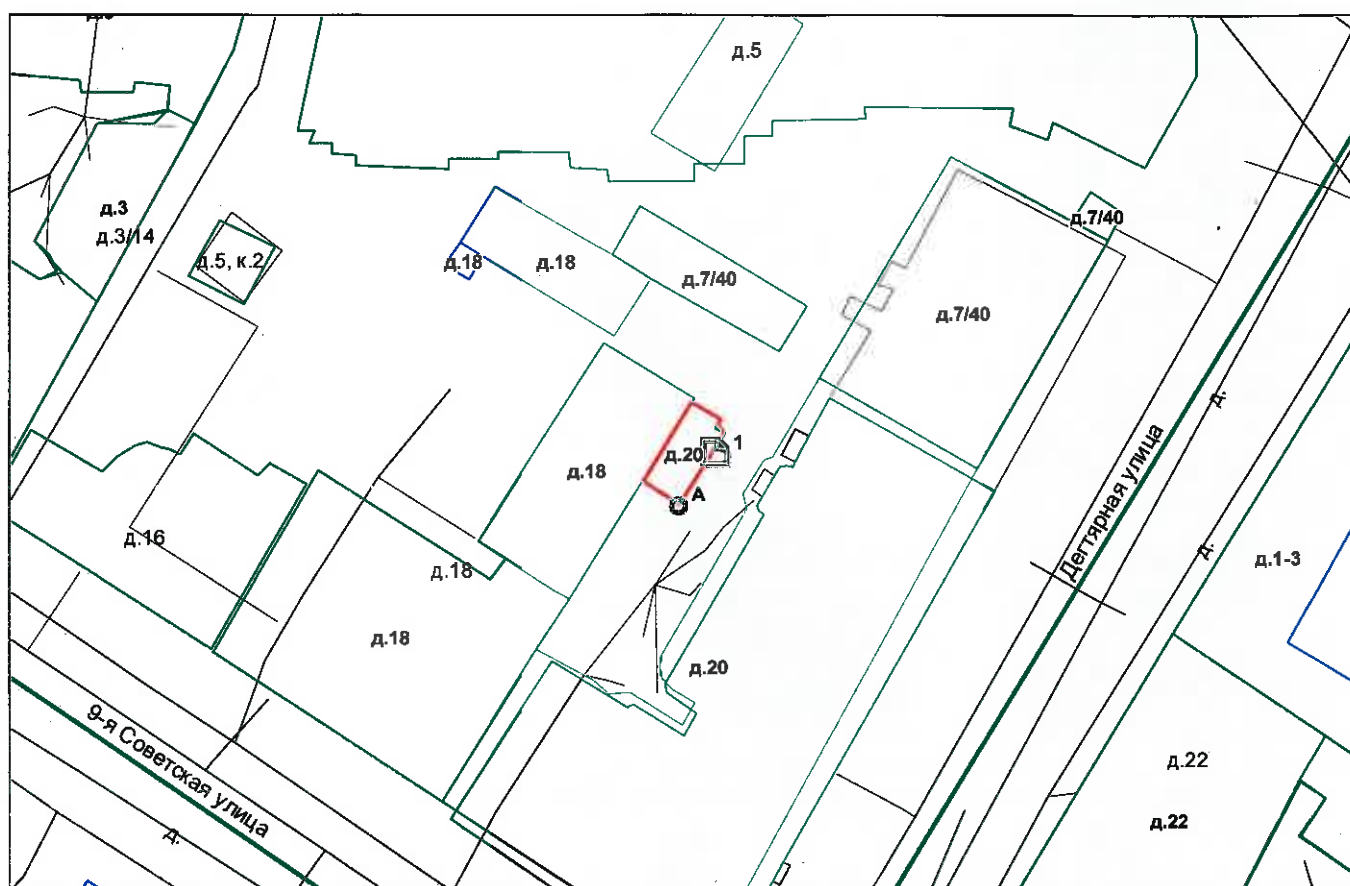 д.5
д.3
д.3/14
д.5, к.2
д.18
д.18
д.7/40
д.7/40
д.7/40
д.20
1
А
д.18
д.16
д.18
д.18
д.20
Дегтярная улица
д.
д.
д.1-3
9-я Советская улица
д.
д.22
д.22